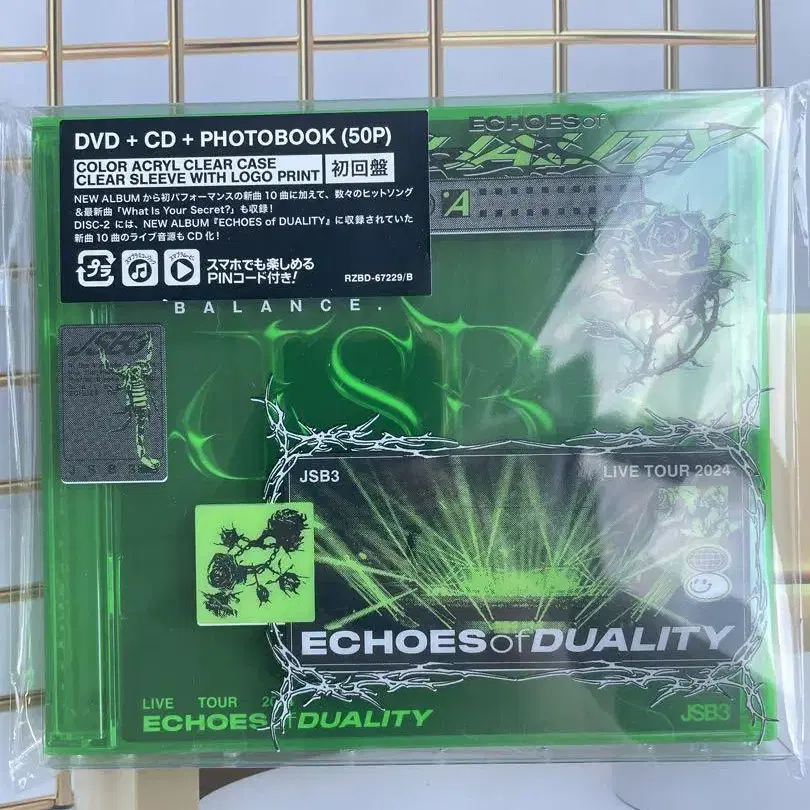 DVD + CD + PHOTOBOOK (50P)
COLOR ACRYL CLEAR CASE
CLEAR SLEEVE WITH LOGO PRINT
初回盤
NEW ALBUM から初パフォーマンスの新曲 10 曲に加えて、数々のヒットソング
&最新曲「What Is Your Secret?」も収録!
DISC-2 には、NEW ALBUM『ECHOES of DUALITY』に収録されていた
新曲 10 曲のライブ音源も CD 化!
スマホでも楽しめる
PINコード付き!
RZBD-67229/B
ECHOES of
DUALITY
BALANCE.
JSB
JSB3
J S B 3
JSB3
LIVE TOUR 2024
ECHOES of DUALITY
LIVE TOUR 20
ECHOES of DUALITY
JSB3